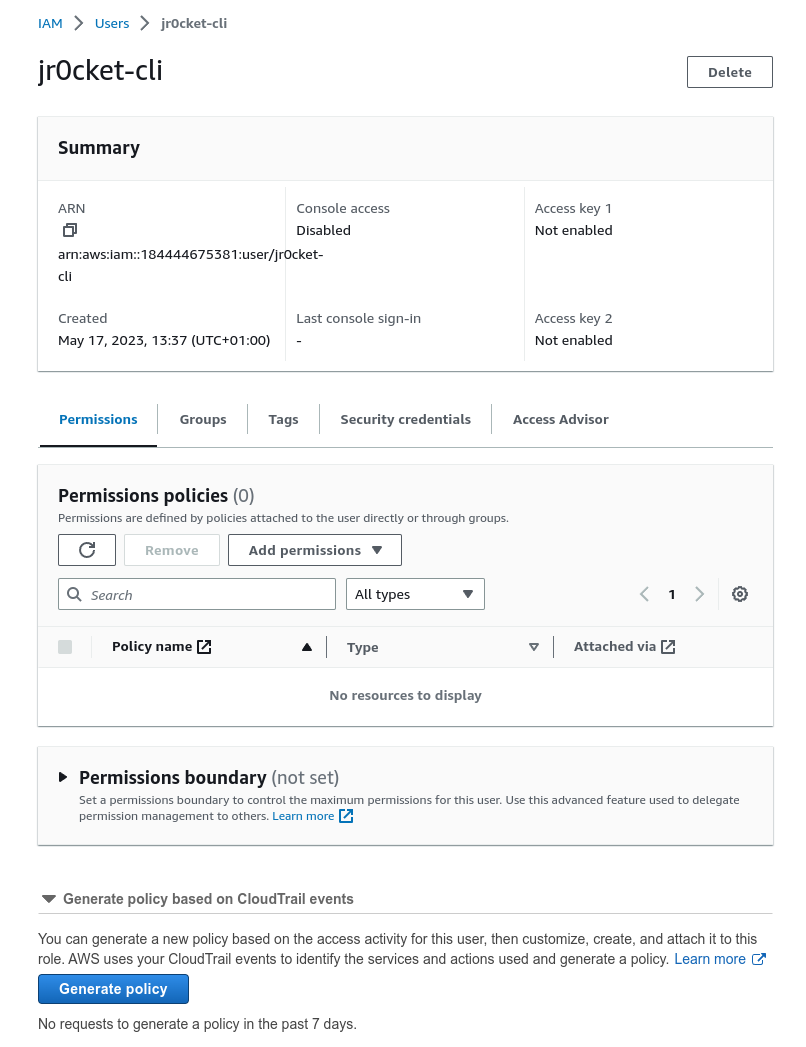 IAM > Users > jr0cket-cli
jr0cket-cli
Delete
Summary
ARN
arn:aws:iam::184444675381:user/jr0cket-
cli
Console access
Disabled
Access key 1
Not enabled
Created
May 17, 2023, 13:37 (UTC+01:00)
Last console sign-in
-
Access key 2
Not enabled
Permissions
Groups
Tags
Security credentials
Access Advisor
Permissions policies (0)
Permissions are defined by policies attached to the user directly or through groups.
Remove
Add permissions
Search
All types
1
Policy name
Type
Attached via
No resources to display
Permissions boundary (not set)
Set a permissions boundary to control the maximum permissions for this user. Use this advanced feature used to delegate
permission management to others. Learn more
Generate policy based on CloudTrail events
You can generate a new policy based on the access activity for this user, then customize, create, and attach it to this
role. AWS uses your CloudTrail events to identify the services and actions used and generate a policy. Learn more
Generate policy
No requests to generate a policy in the past 7 days.